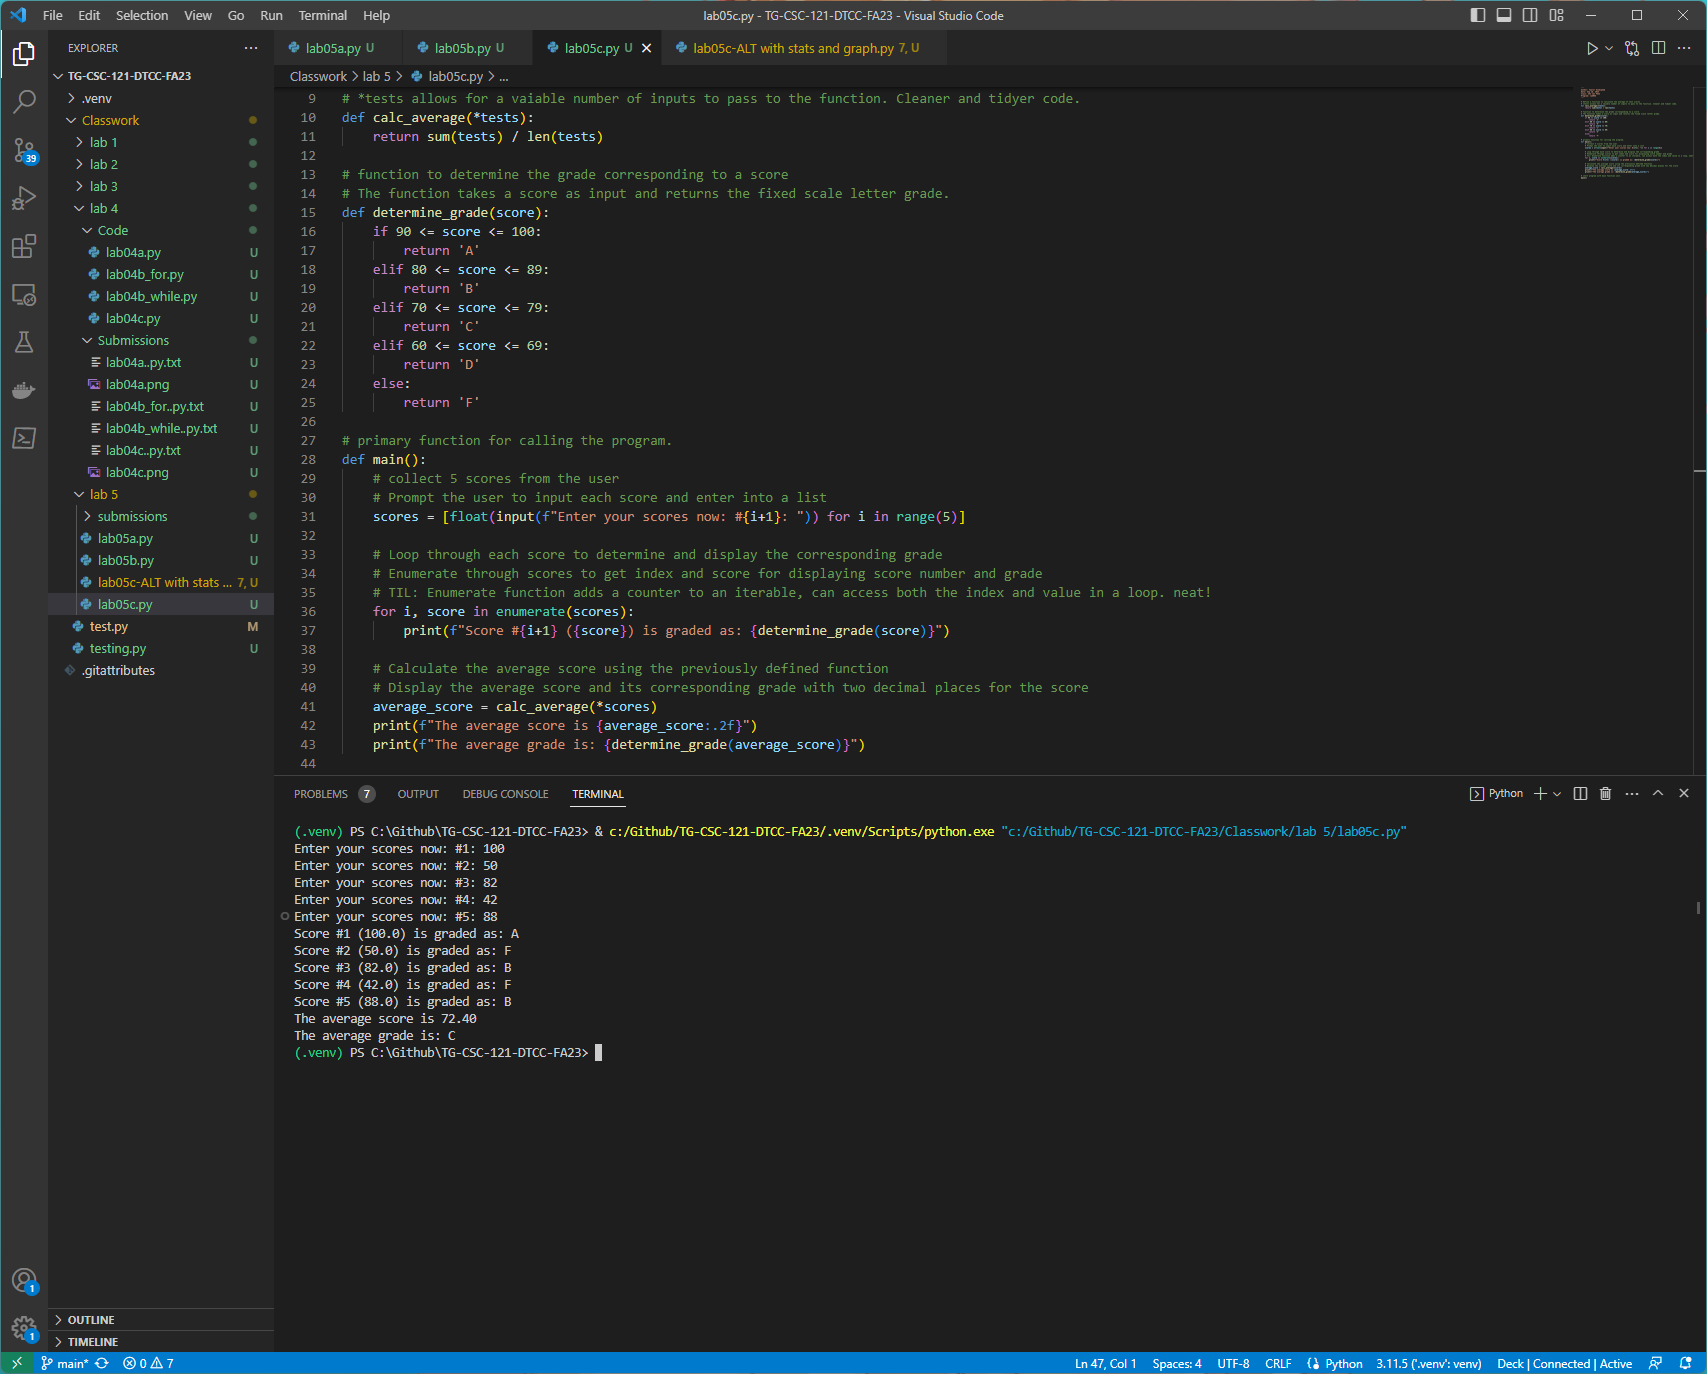 File Edit Selection View Go Run Terminal Help
lab05c.py - TG-CSC-121-DTCC-FA23 - Visual Studio Code
EXPLORER
TG-CSC-121-DTCC-FA23
.venv
Classwork
lab 1
lab 2
lab 3
lab 4
Code
lab04a.py U
lab04b_for.py U
lab04b_while.py U
lab04c.py U
Submissions
lab04a..py.txt U
lab04a.png U
lab04b_for..py.txt U
lab04b_while..py.txt U
lab04c..py.txt U
lab04c.png U
lab 5
submissions
lab05a.py U
lab05b.py U
lab05c-ALT with stats ... 7, U
lab05c.py U
test.py M
testing.py U
.gitattributes
OUTLINE
TIMELINE
39
1
1
lab05a.py U lab05b.py U lab05c.py U lab05c-ALT with stats and graph.py 7, U
Classwork > lab 5 > lab05c.py > ...
9 # *tests allows for a vaiable number of inputs to pass to the function. Cleaner and tidyer code.
10 def calc_average(*tests):
11 return sum(tests) / len(tests)
12
13 # function to determine the grade corresponding to a score
14 # The function takes a score as input and returns the fixed scale letter grade.
15 def determine_grade(score):
16 if 90 <= score <= 100:
17 return 'A'
18 elif 80 <= score <= 89:
19 return 'B'
20 elif 70 <= score <= 79:
21 return 'C'
22 elif 60 <= score <= 69:
23 return 'D'
24 else:
25 return 'F'
26
27 # primary function for calling the program.
28 def main():
29 # collect 5 scores from the user
30 # Prompt the user to input each score and enter into a list
31 scores = [float(input(f"Enter your scores now: #{i+1}: ")) for i in range(5)]
32
33 # Loop through each score to determine and display the corresponding grade
34 # Enumerate through scores to get index and score for displaying score number and grade
35 # TIL: Enumerate function adds a counter to an iterable, can access both the index and value in a loop. neat!
36 for i, score in enumerate(scores):
37 print(f"Score #{i+1} ({score}) is graded as: {determine_grade(score)}")
38
39 # Calculate the average score using the previously defined function
40 # Display the average score and its corresponding grade with two decimal places for the score
41 average_score = calc_average(*scores)
42 print(f"The average score is {average_score:.2f}")
43 print(f"The average grade is: {determine_grade(average_score)}")
44
PROBLEMS 7 OUTPUT DEBUG CONSOLE TERMINAL
Python
(.venv) PS C:\Github\TG-CSC-121-DTCC-FA23> & c:/Github/TG-CSC-121-DTCC-FA23/.venv/Scripts/python.exe "c:/Github/TG-CSC-121-DTCC-FA23/Classwork/lab 5/lab05c.py"
Enter your scores now: #1: 100
Enter your scores now: #2: 50
Enter your scores now: #3: 82
Enter your scores now: #4: 42
Enter your scores now: #5: 88
Score #1 (100.0) is graded as: A
Score #2 (50.0) is graded as: F
Score #3 (82.0) is graded as: B
Score #4 (42.0) is graded as: F
Score #5 (88.0) is graded as: B
The average score is 72.40
The average grade is: C
(.venv) PS C:\Github\TG-CSC-121-DTCC-FA23>
main* 0 7 Ln 47, Col 1 Spaces: 4 UTF-8 CRLF Python 3.11.5 ('.venv': venv) Deck | Connected | Active